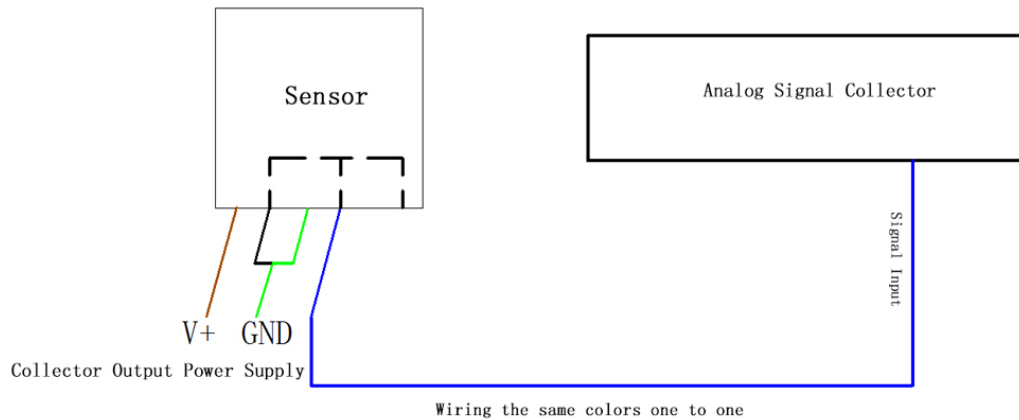 Sensor
Analog Signal Collector
Signal Input
V+ GND
Collector Output Power Supply
Wiring the same colors one to one